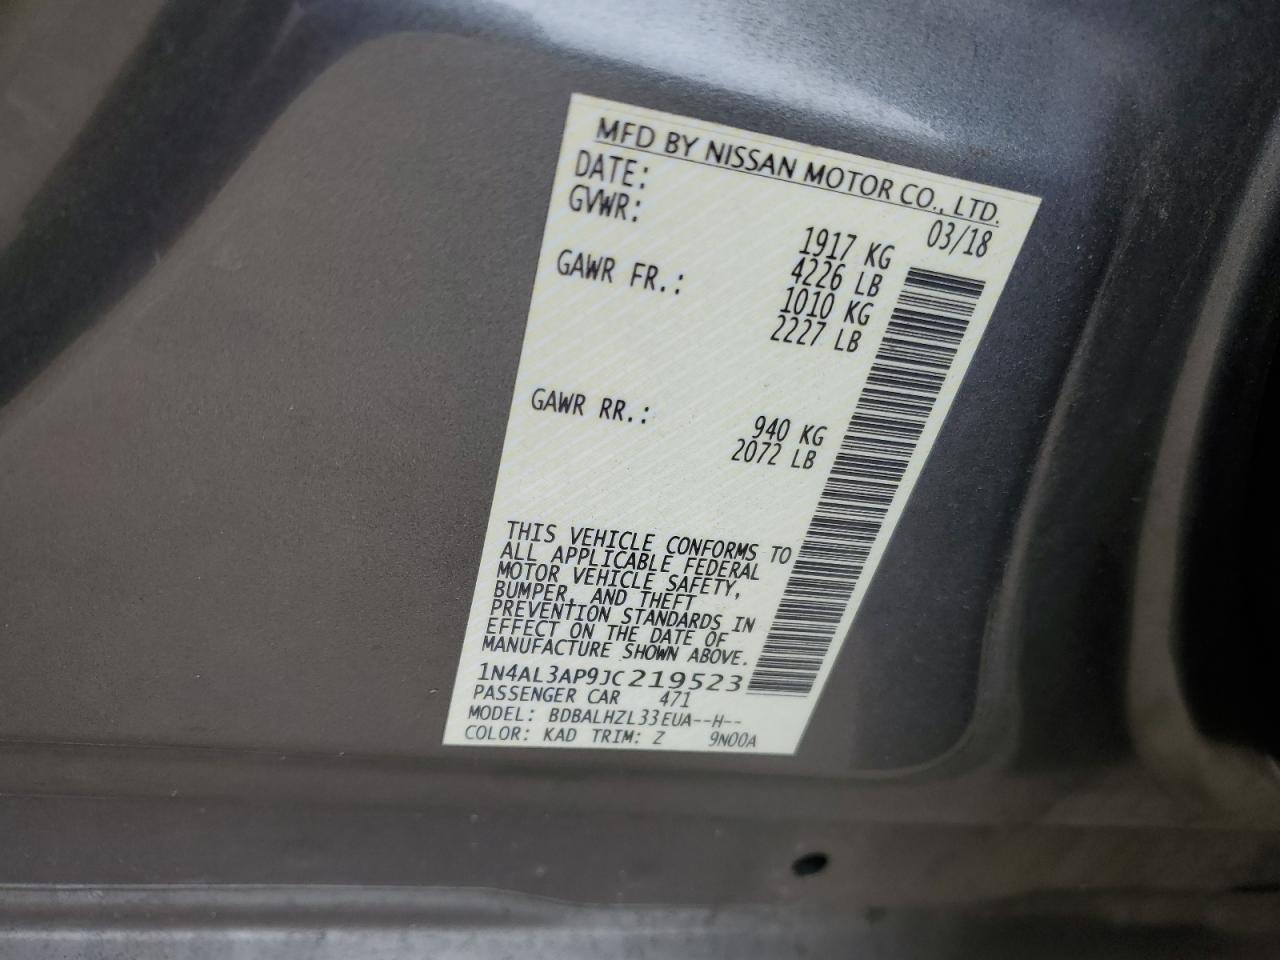 MFD BY NISSAN MOTOR CO., LTD.
DATE: 03/18
GVWR: 1917 KG
4226 LB
GAWR FR.: 1010 KG
2227 LB
GAWR RR.: 940 KG
2072 LB
THIS VEHICLE CONFORMS TO
ALL APPLICABLE FEDERAL
MOTOR VEHICLE SAFETY,
BUMPER, AND THEFT
PREVENTION STANDARDS IN
EFFECT ON THE DATE OF
MANUFACTURE SHOWN ABOVE.
1N4AL3AP9JC219523
PASSENGER CAR 471
MODEL: BDBALHZL33EUA--H--
COLOR: KAD TRIM: Z 9N00A